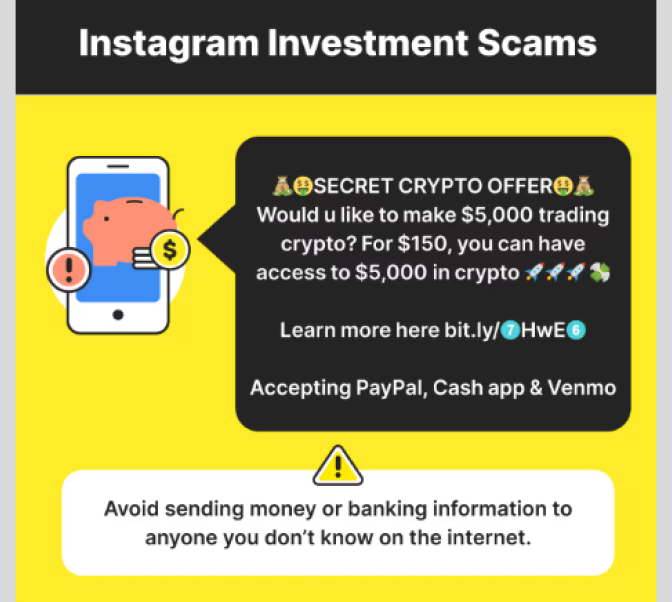 Instagram Investment Scams
💰🤑SECRET CRYPTO OFFER🤑💰
Would u like to make $5,000 trading
crypto? For $150, you can have
access to $5,000 in crypto 🚀🚀🚀💸
Learn more here bit.ly/7HwE6
Accepting PayPal, Cash app & Venmo
$
!
!
Avoid sending money or banking information to
anyone you don’t know on the internet.